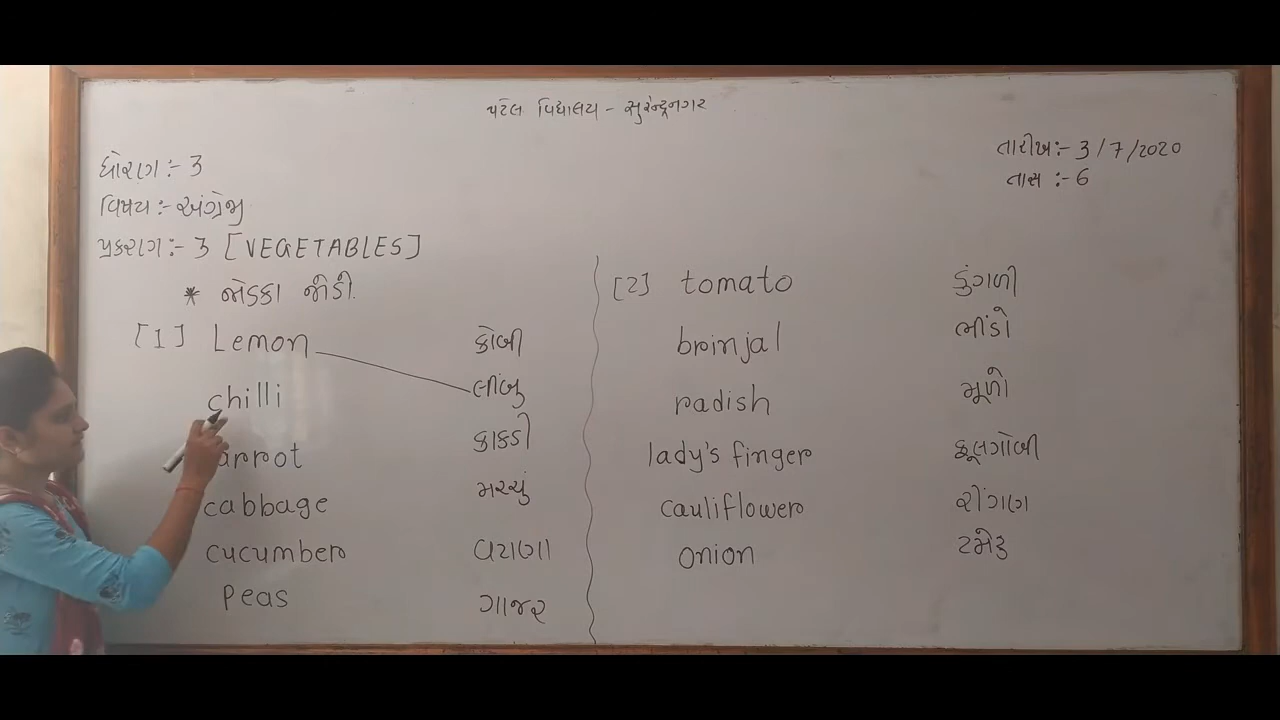 પટેલ વિદ્યાલય - સુરેન્દ્રનગર
ધોરણ :- 3
વિષય :- અંગ્રેજી
પ્રકરણ :- 3 [VEGETABLES]
* જોડકા જોડો.
તારીખ :- 3/7/2020
તાસ :- 6
[1] Lemon કોબી
chilli લીંબુ
arrot કાકડી
cabbage મરચું
cucumber વટાણા
Peas ગાજર
[2] tomato ડુંગળી
brinjal ભીંડો
radish મૂળો
lady's finger ફૂલગોબી
cauliflower રીંગણ
onion ટામેટુ